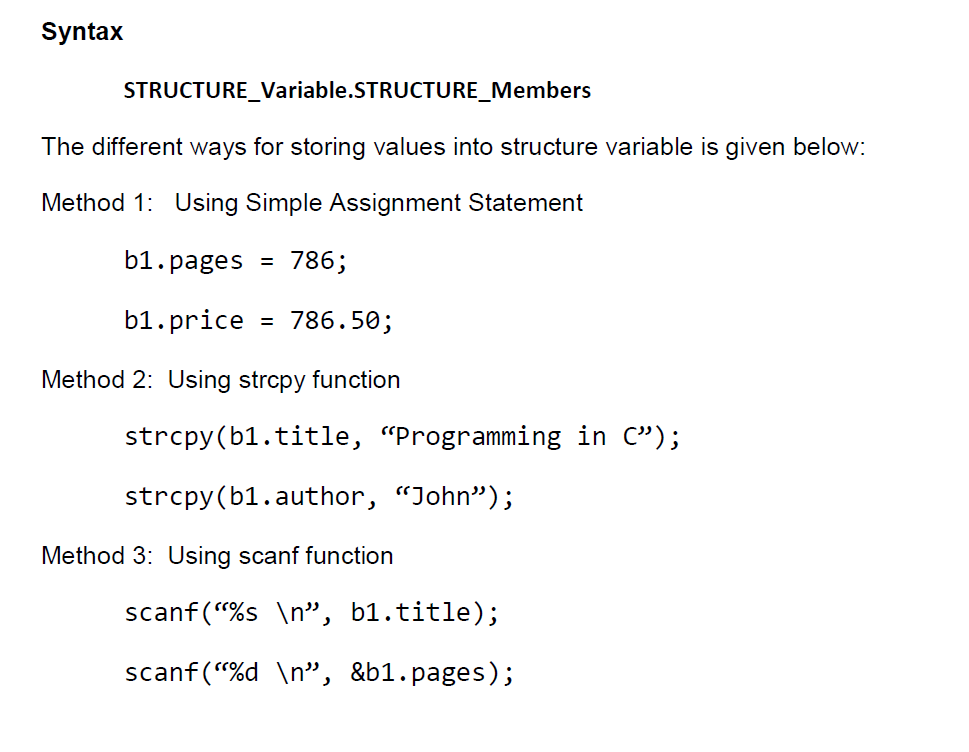 Syntax
STRUCTURE_Variable.STRUCTURE_Members
The different ways for storing values into structure variable is given below:
Method 1:   Using Simple Assignment Statement
b1.pages = 786;
b1.price = 786.50;
Method 2:  Using strcpy function
strcpy(b1.title, “Programming in C”);
strcpy(b1.author, “John”);
Method 3:  Using scanf function
scanf(“%s \n”, b1.title);
scanf(“%d \n”, &b1.pages);